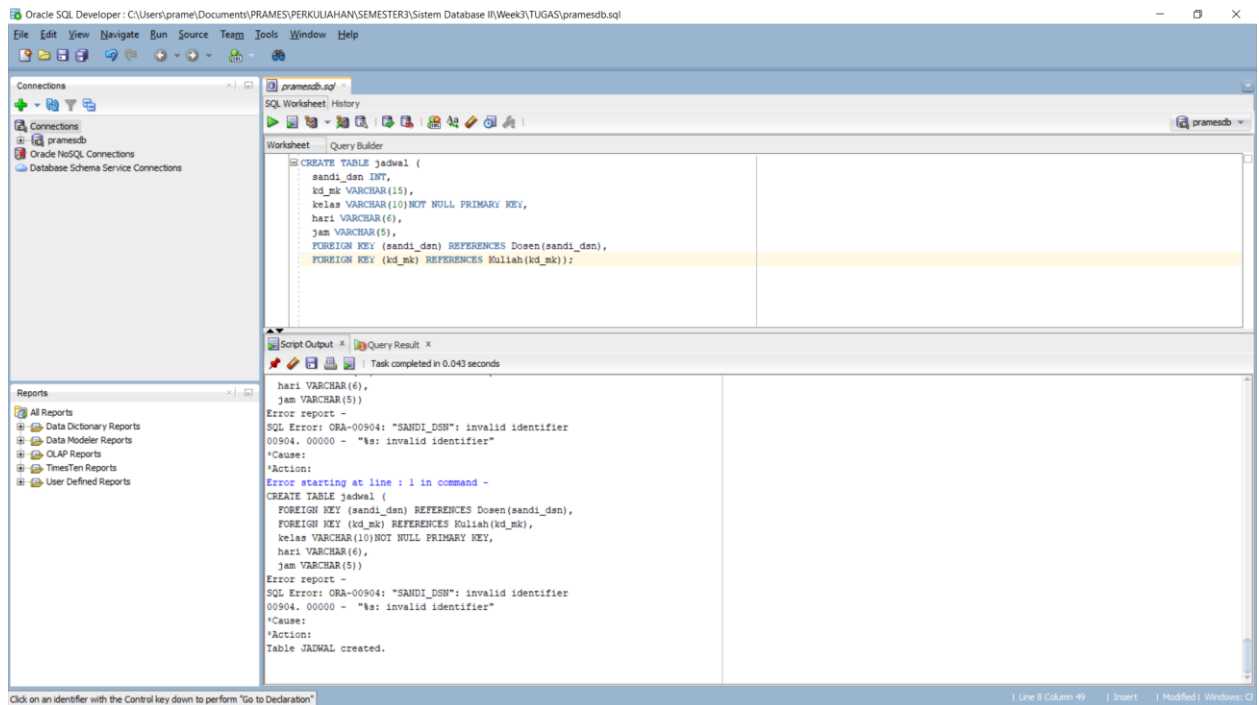 Oracle SQL Developer : C:\Users\prame\Documents\PRAMES\PERKULIAHAN\SEMESTER3\Sistem Database II\Week3\TUGAS\pramesdb.sql
File Edit View Navigate Run Source Team Tools Window Help
Connections
Connections
pramesdb
Oracle NoSQL Connections
Database Schema Service Connections
Reports
All Reports
Data Dictionary Reports
Data Modeler Reports
OLAP Reports
TimesTen Reports
User Defined Reports
pramesdb.sql
SQL Worksheet History
pramesdb
Worksheet Query Builder
CREATE TABLE jadwal (
sandi_dsn INT,
kd_mk VARCHAR(15),
kelas VARCHAR(10)NOT NULL PRIMARY KEY,
hari VARCHAR(6),
jam VARCHAR(5),
FOREIGN KEY (sandi_dsn) REFERENCES Dosen(sandi_dsn),
FOREIGN KEY (kd_mk) REFERENCES Kuliah(kd_mk));
Script Output Query Result
Task completed in 0.043 seconds
hari VARCHAR(6),
jam VARCHAR(5))
Error report -
SQL Error: ORA-00904: "SANDI_DSN": invalid identifier
00904. 00000 - "%s: invalid identifier"
*Cause:
*Action:
Error starting at line : 1 in command -
CREATE TABLE jadwal (
FOREIGN KEY (sandi_dsn) REFERENCES Dosen(sandi_dsn),
FOREIGN KEY (kd_mk) REFERENCES Kuliah(kd_mk),
kelas VARCHAR(10)NOT NULL PRIMARY KEY,
hari VARCHAR(6),
jam VARCHAR(5))
Error report -
SQL Error: ORA-00904: "SANDI_DSN": invalid identifier
00904. 00000 - "%s: invalid identifier"
*Cause:
*Action:
Table JADWAL created.
Click on an identifier with the Control key down to perform "Go to Declaration"
Line 8 Column 49 | Insert | Modified | Windows: Cl